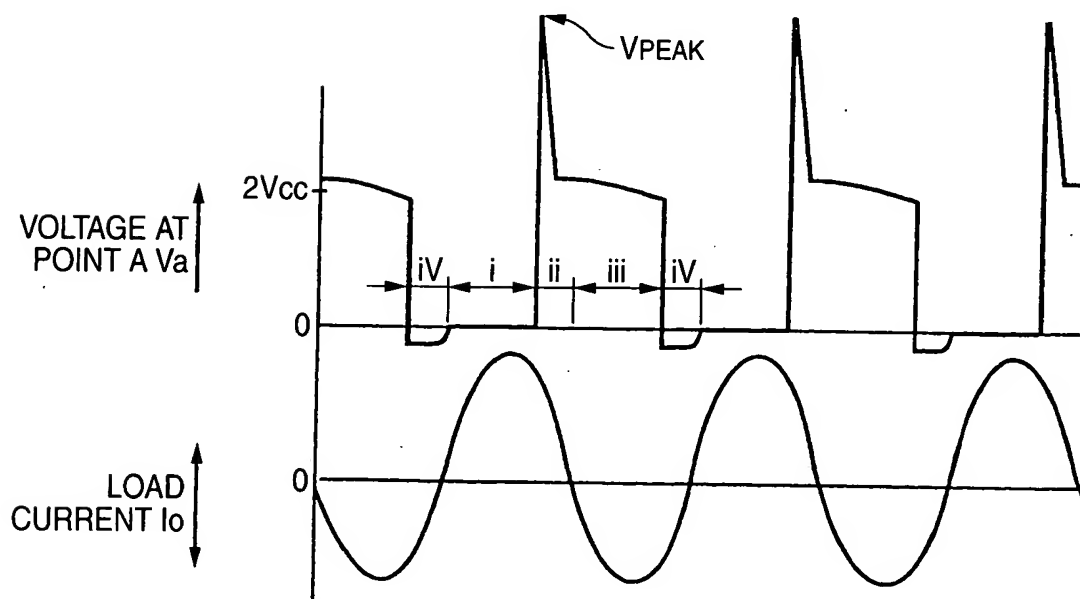 VPEAK
2Vcc
VOLTAGE AT
POINT A Va
iV i ii iii iV
0
0
LOAD
CURRENT Io